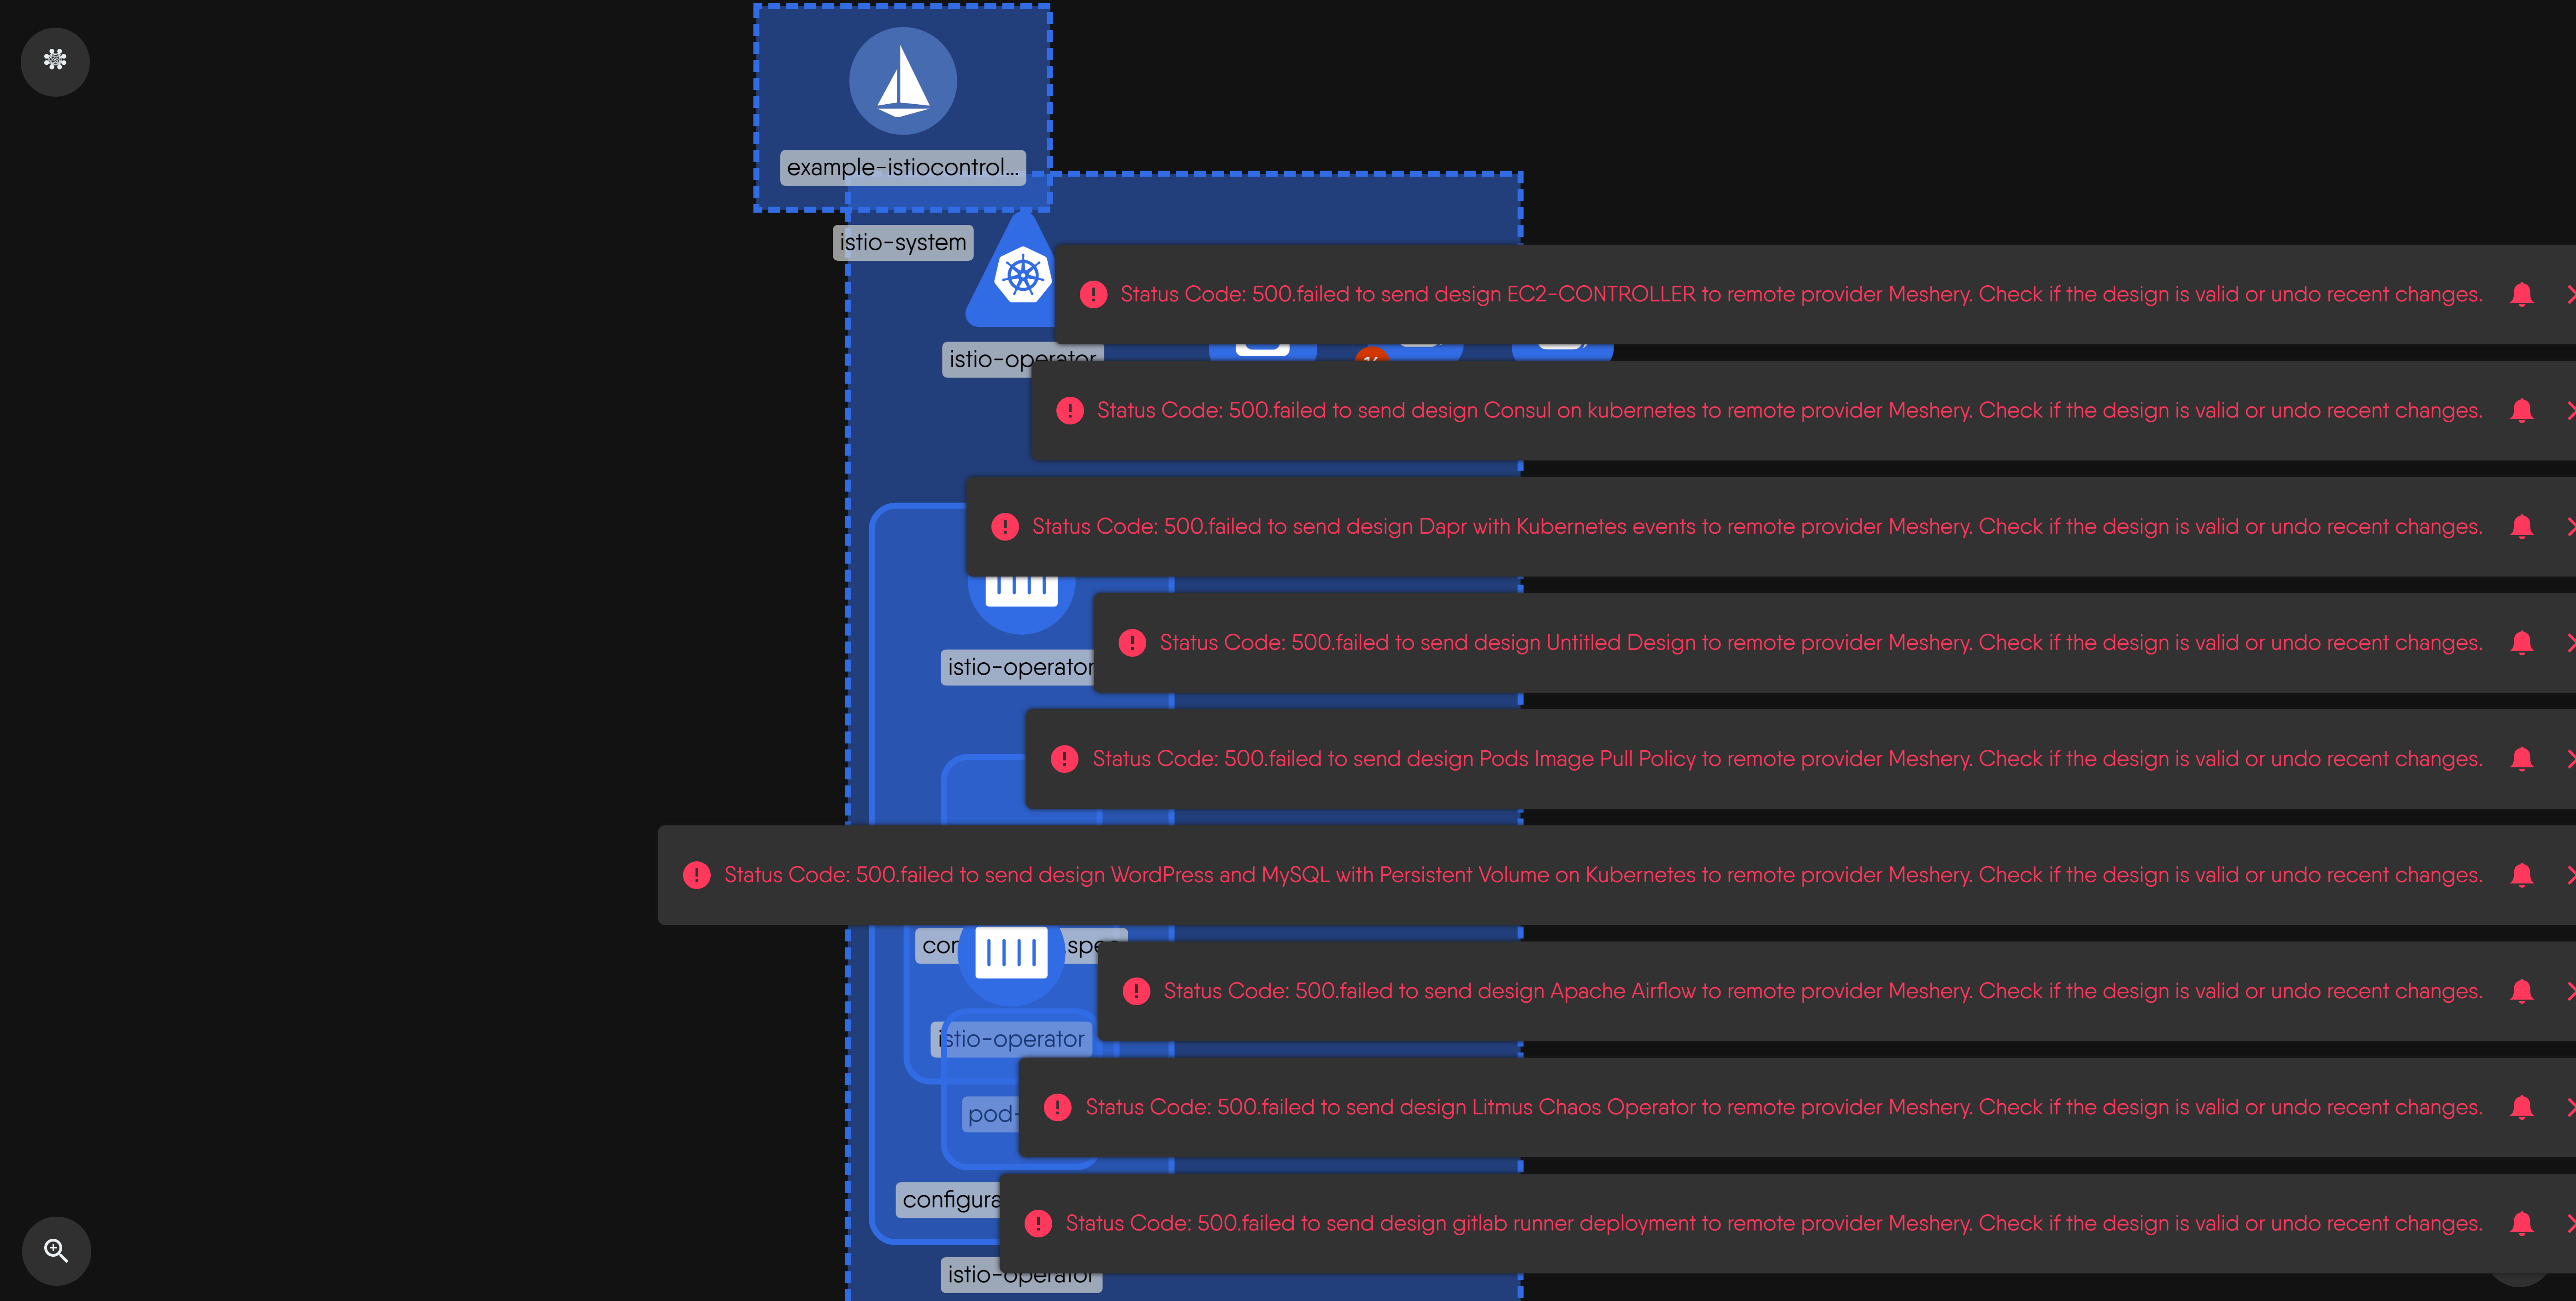 example-istiocontrol...
istio-system
Status Code: 500.failed to send design EC2-CONTROLLER to remote provider Meshery. Check if the design is valid or undo recent changes.
istio-operator
Status Code: 500.failed to send design Consul on kubernetes to remote provider Meshery. Check if the design is valid or undo recent changes.
Status Code: 500.failed to send design Dapr with Kubernetes events to remote provider Meshery. Check if the design is valid or undo recent changes.
Status Code: 500.failed to send design Untitled Design to remote provider Meshery. Check if the design is valid or undo recent changes.
istio-operator
Status Code: 500.failed to send design Pods Image Pull Policy to remote provider Meshery. Check if the design is valid or undo recent changes.
Status Code: 500.failed to send design WordPress and MySQL with Persistent Volume on Kubernetes to remote provider Meshery. Check if the design is valid or undo recent changes.
Status Code: 500.failed to send design Apache Airflow to remote provider Meshery. Check if the design is valid or undo recent changes.
istio-operator
pod-
Status Code: 500.failed to send design Litmus Chaos Operator to remote provider Meshery. Check if the design is valid or undo recent changes.
Status Code: 500.failed to send design gitlab runner deployment to remote provider Meshery. Check if the design is valid or undo recent changes.
istio-operator